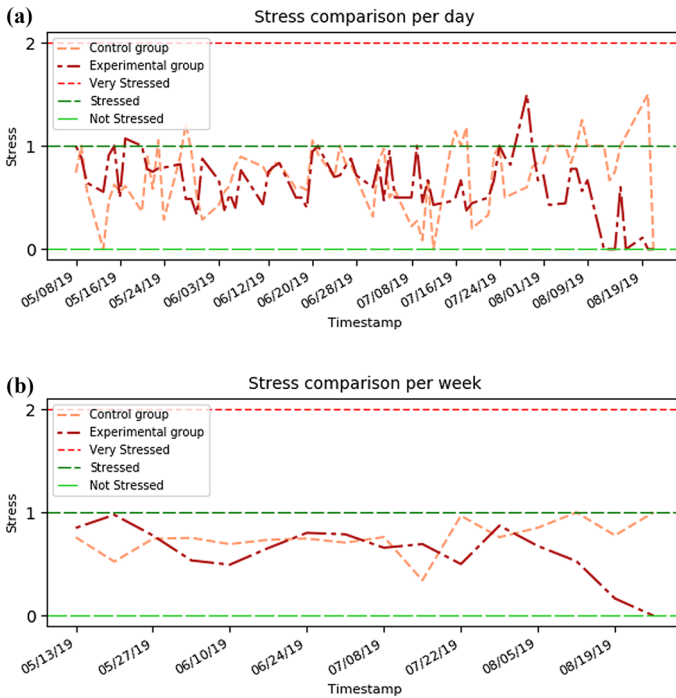 (a)
Stress comparison per day
2
1
0
Stress
Control group
Experimental group
Very Stressed
Stressed
Not Stressed
05/08/19 05/16/19 05/24/19 06/03/19 06/12/19 06/20/19 06/28/19 07/08/19 07/16/19 07/24/19 08/01/19 08/09/19 08/19/19
Timestamp
(b)
Stress comparison per week
2
1
0
Stress
Control group
Experimental group
Very Stressed
Stressed
Not Stressed
05/13/19 05/27/19 06/10/19 06/24/19 07/08/19 07/22/19 08/05/19 08/19/19
Timestamp